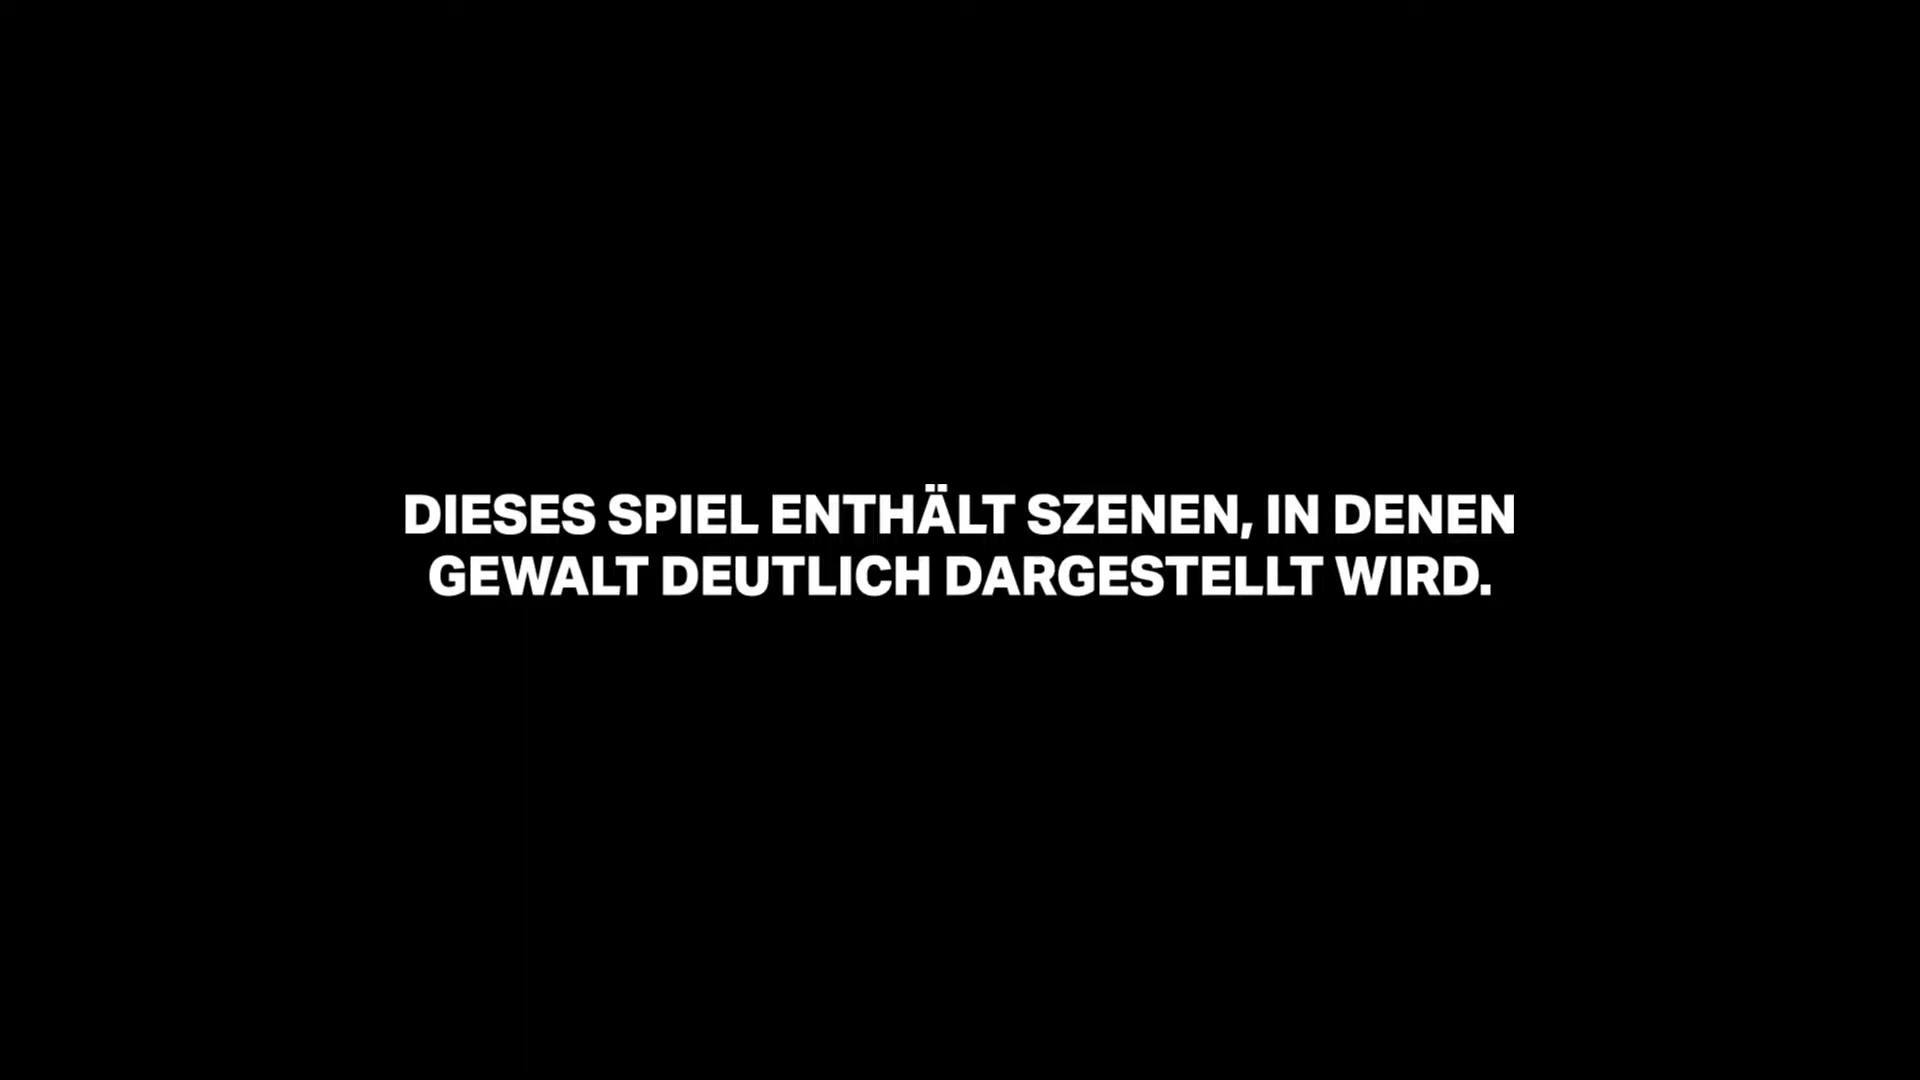 DIESES SPIEL ENTHÄLT SZENEN, IN DENEN
GEWALT DEUTLICH DARGESTELLT WIRD.